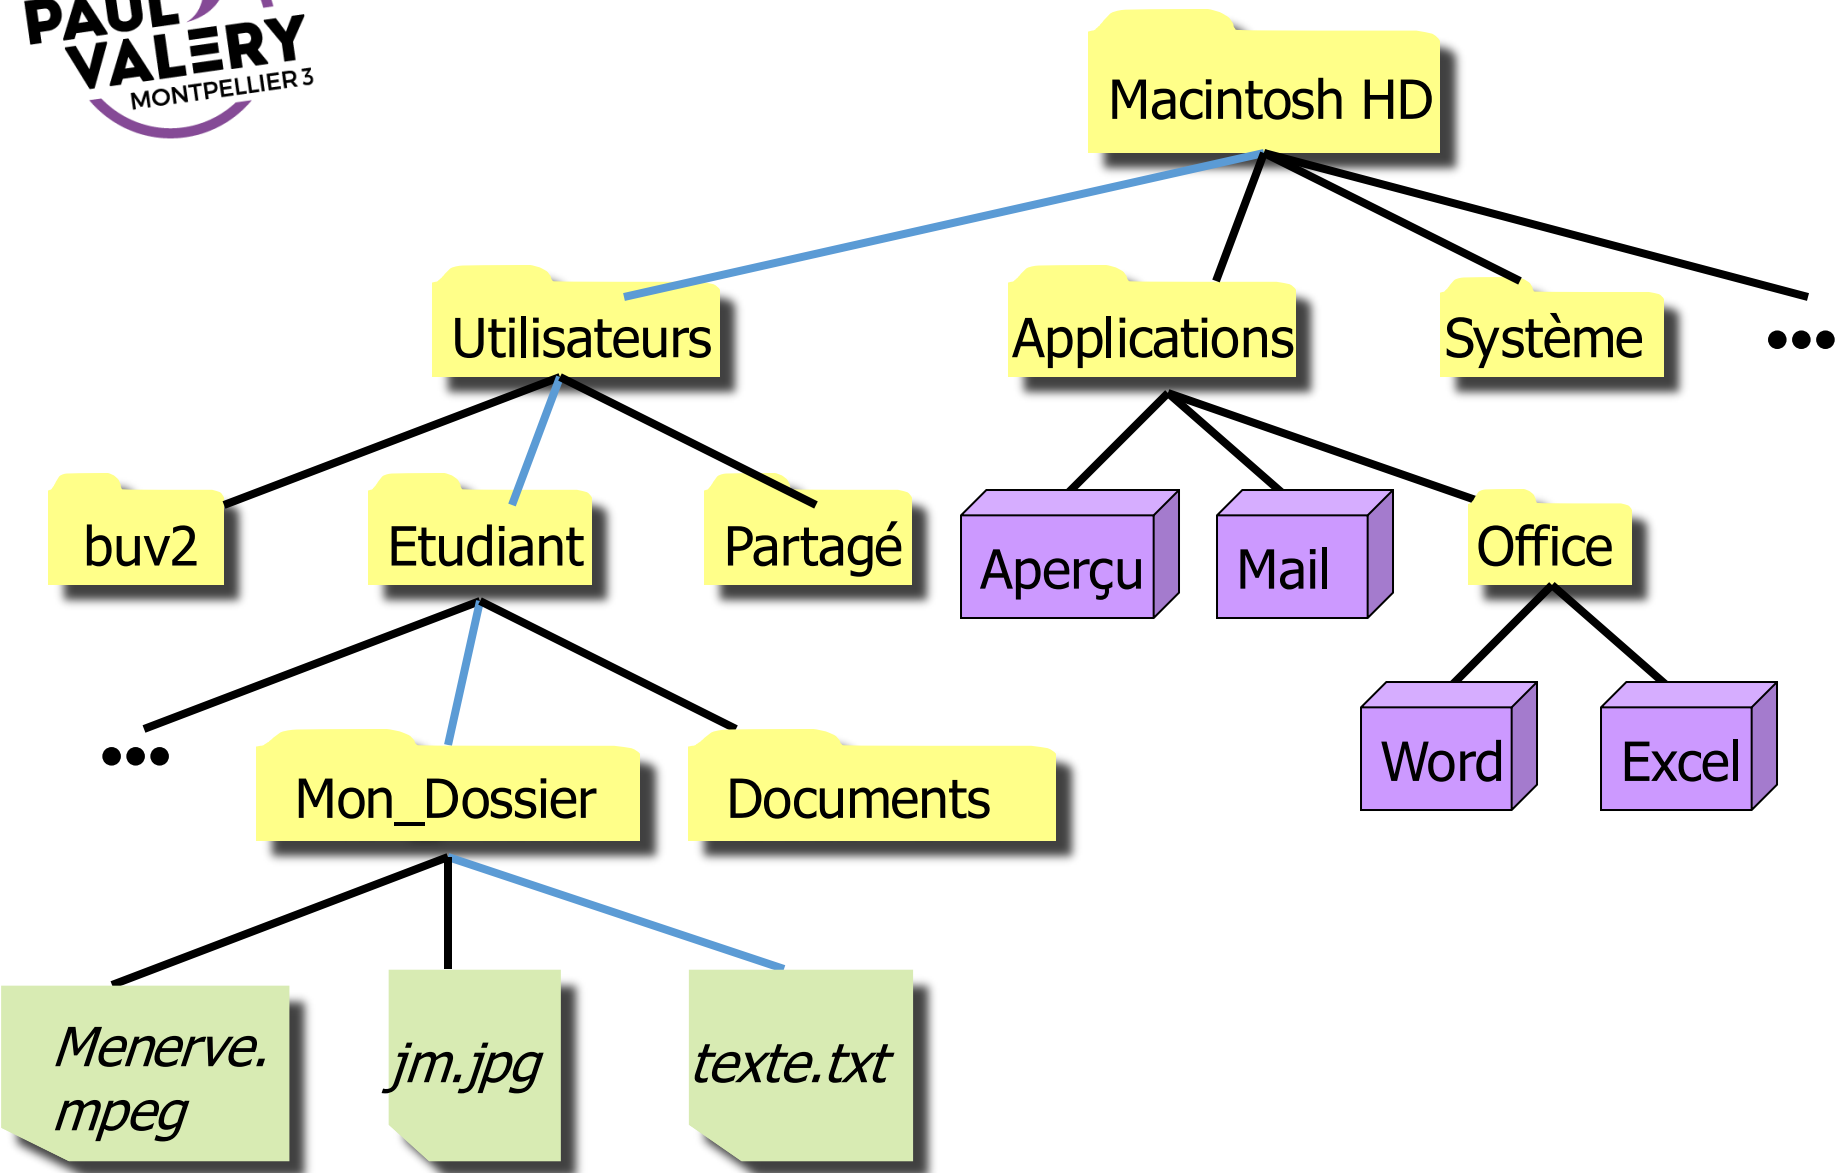 PAUL
VALERY
MONTPELLIER 3
Macintosh HD
Utilisateurs
Applications
Système
...
buv2
Etudiant
Partagé
Aperçu
Mail
Office
...
Mon_Dossier
Documents
Word
Excel
Menerve.
mpeg
jm.jpg
texte.txt